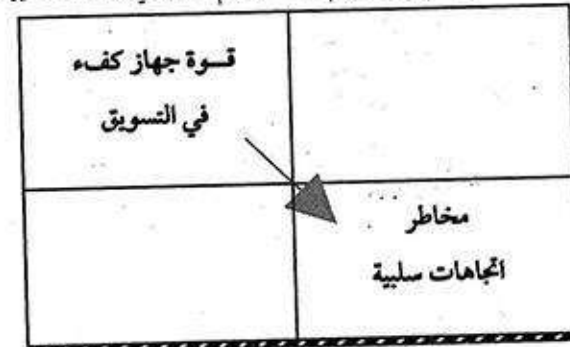 قـــوة جهاز كفء
في التسويق
مخاطر
اتجاهات سلبية